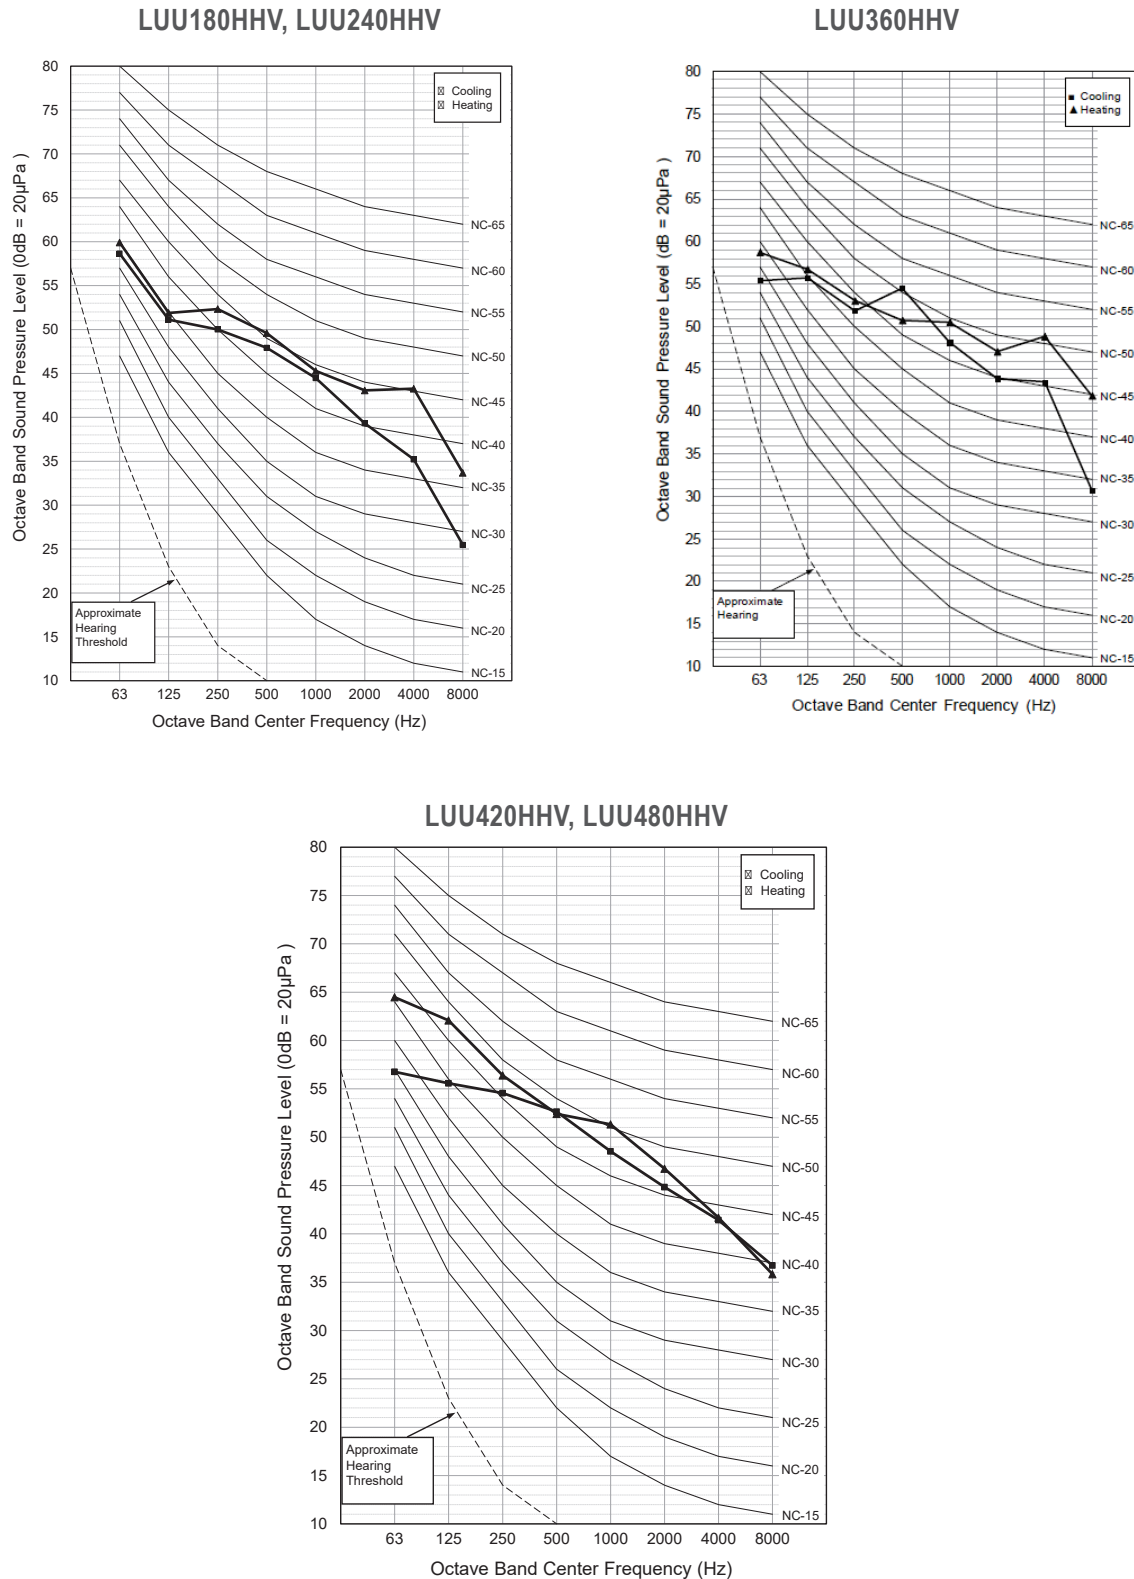 LUU180HHV, LUU240HHV
80
75
70
65
60
55
50
45
40
35
30
25
20
15
10
Octave Band Sound Pressure Level (0dB = 20µPa )
Cooling
Heating
NC-65
NC-60
NC-55
NC-50
NC-45
NC-40
NC-35
NC-30
NC-25
NC-20
NC-15
Approximate
Hearing
Threshold
63 125 250 500 1000 2000 4000 8000
Octave Band Center Frequency (Hz)
LUU360HHV
80
75
70
65
60
55
50
45
40
35
30
25
20
15
10
Octave Band Sound Pressure Level (dB = 20µPa )
Cooling
Heating
NC-65
NC-60
NC-55
NC-50
NC-45
NC-40
NC-35
NC-30
NC-25
NC-20
NC-15
Approximate
Hearing
63 125 250 500 1000 2000 4000 8000
Octave Band Center Frequency (Hz)
LUU420HHV, LUU480HHV
80
75
70
65
60
55
50
45
40
35
30
25
20
15
10
Octave Band Sound Pressure Level (0dB = 20µPa )
Cooling
Heating
NC-65
NC-60
NC-55
NC-50
NC-45
NC-40
NC-35
NC-30
NC-25
NC-20
NC-15
Approximate
Hearing
Threshold
63 125 250 500 1000 2000 4000 8000
Octave Band Center Frequency (Hz)